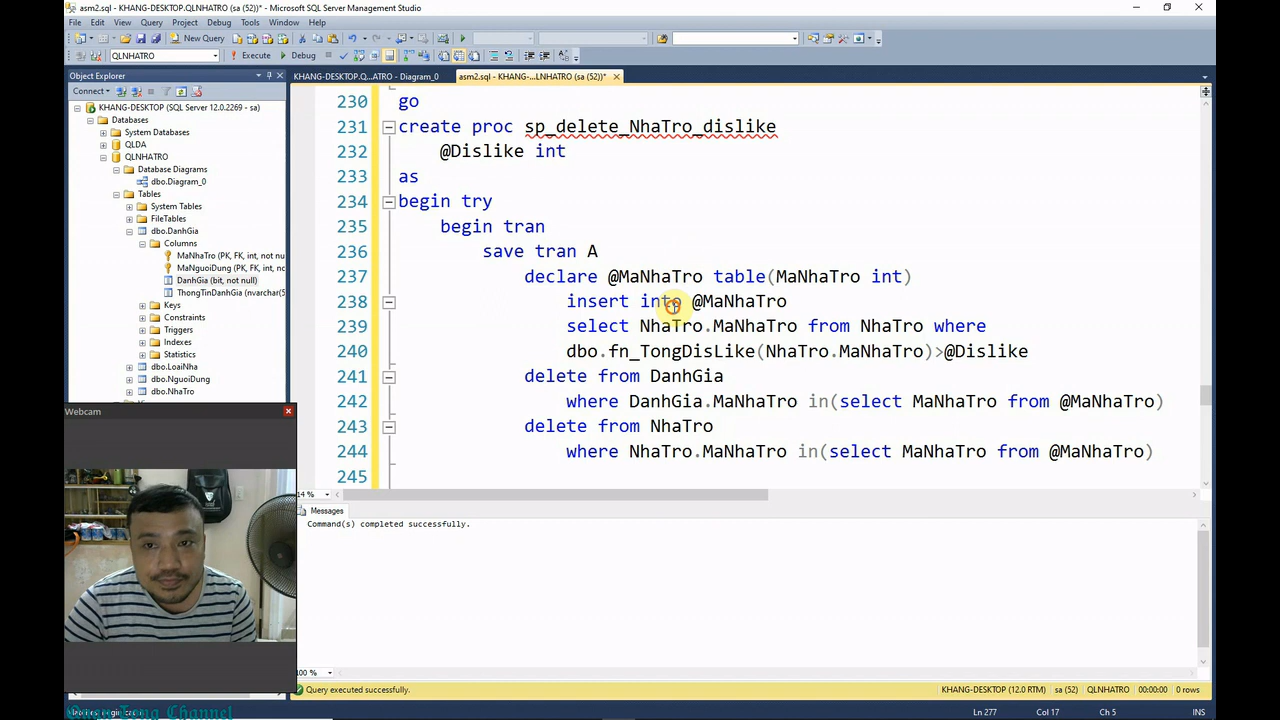 asm2.sql - KHANG-DESKTOP.QLNHATRO (sa (52))* - Microsoft SQL Server Management Studio
File Edit View Query Project Debug Tools Window Help
New Query
QLNHATRO Execute Debug
Object Explorer
KHANG-DESKTOP.Q...ATRO - Diagram_0
asm2.sql - KHANG-...LNHATRO (sa (52))*
Connect
KHANG-DESKTOP (SQL Server 12.0.2269 - sa)
Databases
System Databases
QLDA
QLNHATRO
Database Diagrams
dbo.Diagram_0
Tables
System Tables
FileTables
dbo.DanhGia
Columns
MaNhaTro (PK, FK, int, not nu
MaNguoiDung (PK, FK, int, nc
DanhGia (bit, not null)
ThongTinDanhGia (nvarchar(5
Keys
Constraints
Triggers
Indexes
Statistics
dbo.LoaiNha
dbo.NguoiDung
dbo.NhaTro
230 go
231 create proc sp_delete_NhaTro_dislike
232 @Dislike int
233 as
234 begin try
235 begin tran
236 save tran A
237 declare @MaNhaTro table(MaNhaTro int)
238 insert into @MaNhaTro
239 select NhaTro.MaNhaTro from NhaTro where
240 dbo.fn_TongDisLike(NhaTro.MaNhaTro)>@Dislike
241 delete from DanhGia
242 where DanhGia.MaNhaTro in(select MaNhaTro from @MaNhaTro)
243 delete from NhaTro
244 where NhaTro.MaNhaTro in(select MaNhaTro from @MaNhaTro)
245
14 %
Messages
Command(s) completed successfully.
Webcam
100 %
Query executed successfully.
KHANG-DESKTOP (12.0 RTM) sa (52) QLNHATRO 00:00:00 0 rows
Ln 277 Col 17 Ch 5 INS